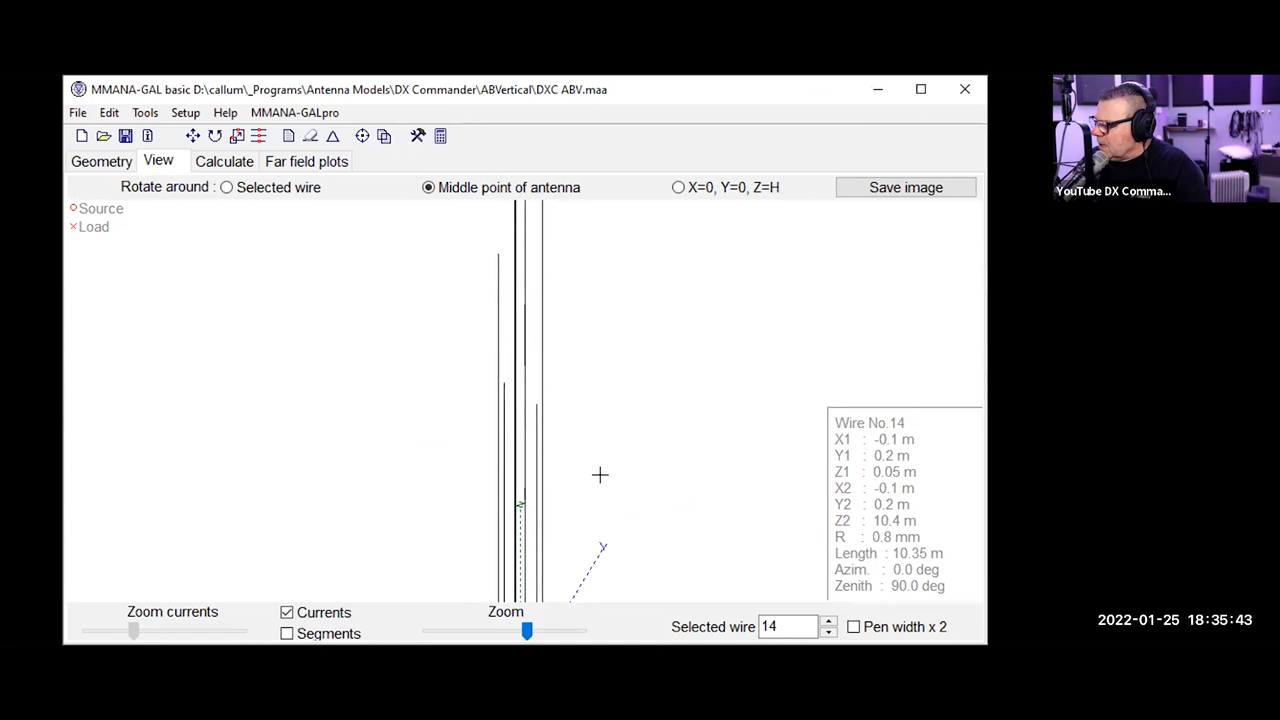 MMANA-GAL basic D:\callum\_Programs\Antenna Models\DX Commander\ABVertical\DXC ABV.maa
File Edit Tools Setup Help MMANA-GALpro
Geometry View Calculate Far field plots
Rotate around : Selected wire Middle point of antenna X=0, Y=0, Z=H Save image
Source
Load
YouTube DX Comma...
Z
Y
Wire No.14
X1 : -0.1 m
Y1 : 0.2 m
Z1 : 0.05 m
X2 : -0.1 m
Y2 : 0.2 m
Z2 : 10.4 m
R : 0.8 mm
Length : 10.35 m
Azim. : 0.0 deg
Zenith : 90.0 deg
Zoom currents Currents Zoom
Segments
Selected wire 14 Pen width x 2
2022-01-25 18:35:43